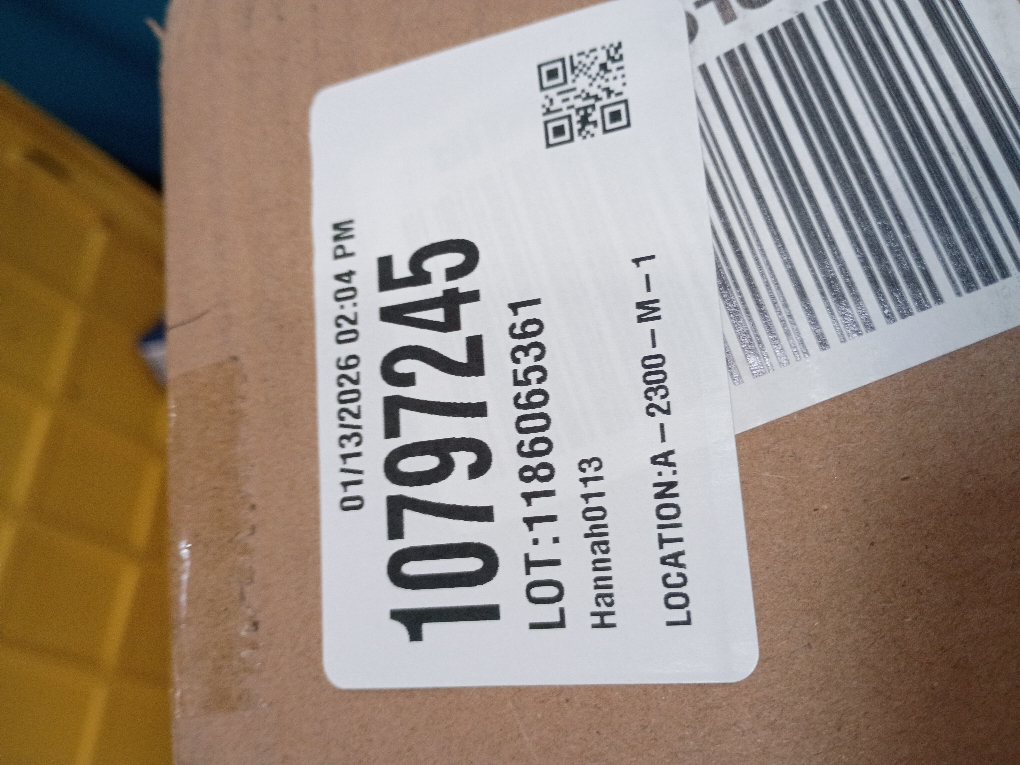 01/13/2026 02:04 PM
10797245
LOT:1186065361
Hannah0113
LOCATION:A-2300-M-1